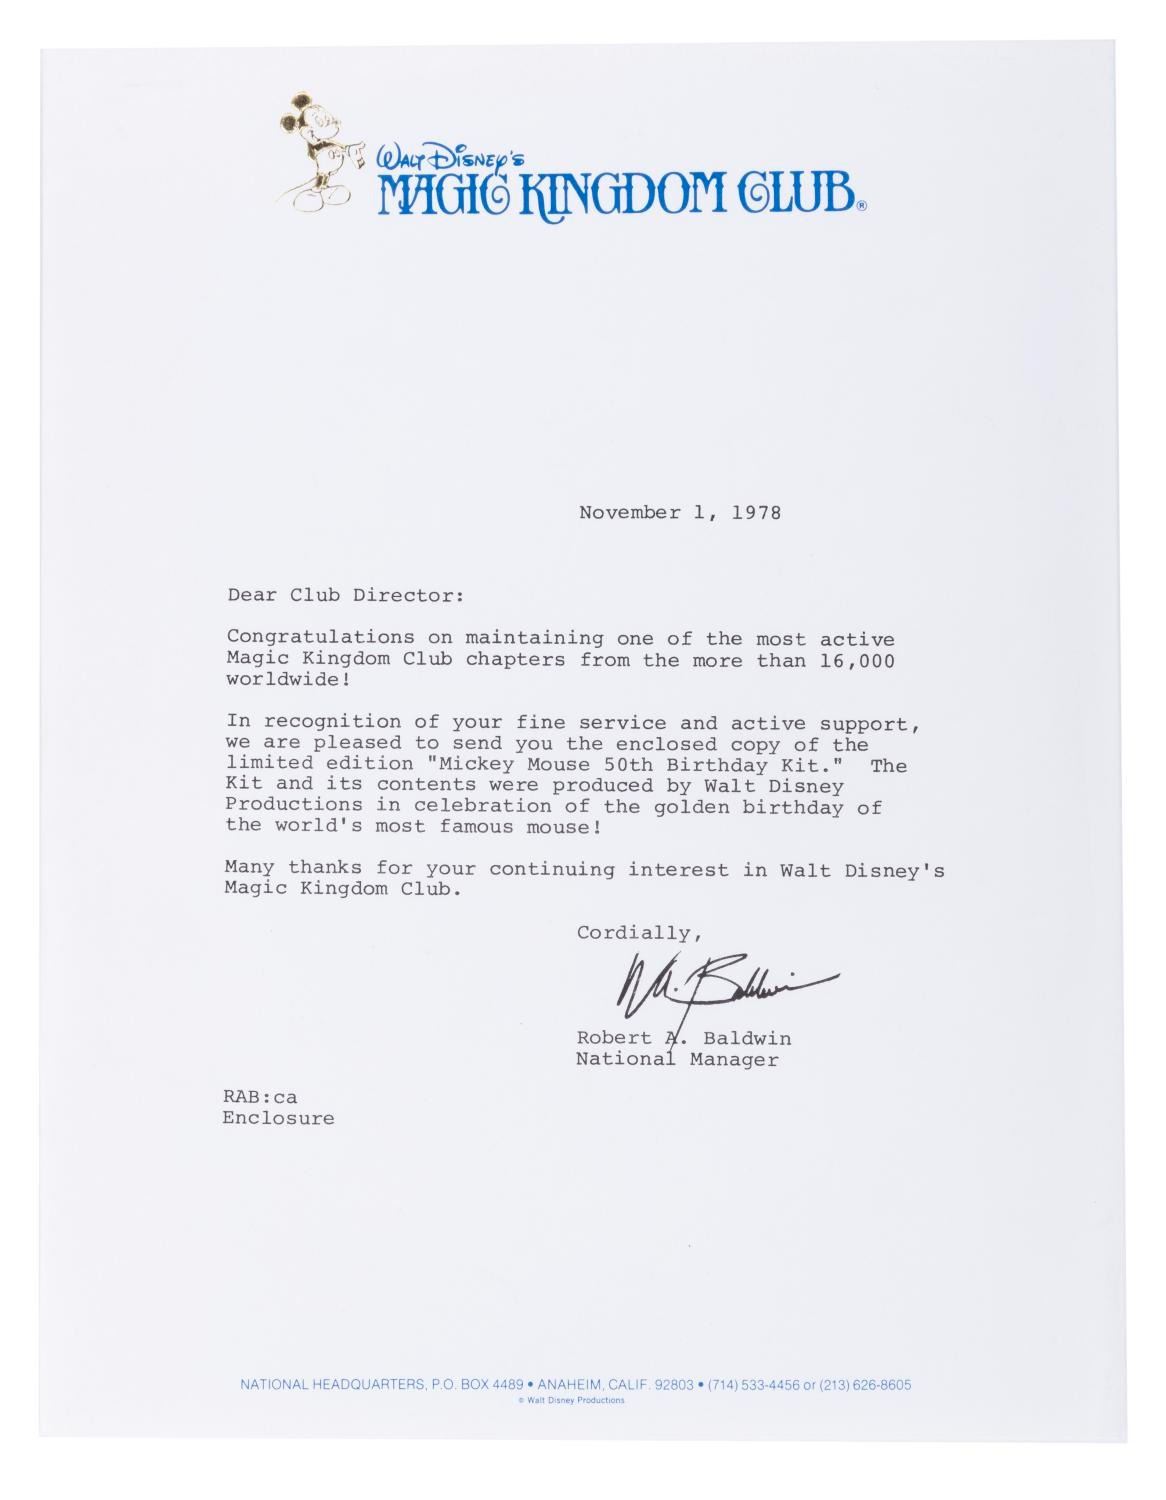 Walt Disney's
MAGIC KINGDOM CLUB®
November 1, 1978
Dear Club Director:
Congratulations on maintaining one of the most active
Magic Kingdom Club chapters from the more than 16,000
worldwide!
In recognition of your fine service and active support,
we are pleased to send you the enclosed copy of the
limited edition "Mickey Mouse 50th Birthday Kit." The
Kit and its contents were produced by Walt Disney
Productions in celebration of the golden birthday of
the world's most famous mouse!
Many thanks for your continuing interest in Walt Disney's
Magic Kingdom Club.
Cordially,
Robert A. Baldwin
National Manager
RAB:ca
Enclosure
NATIONAL HEADQUARTERS, P.O. BOX 4489 • ANAHEIM, CALIF. 92803 • (714) 533-4456 or (213) 626-8605
© Walt Disney Productions